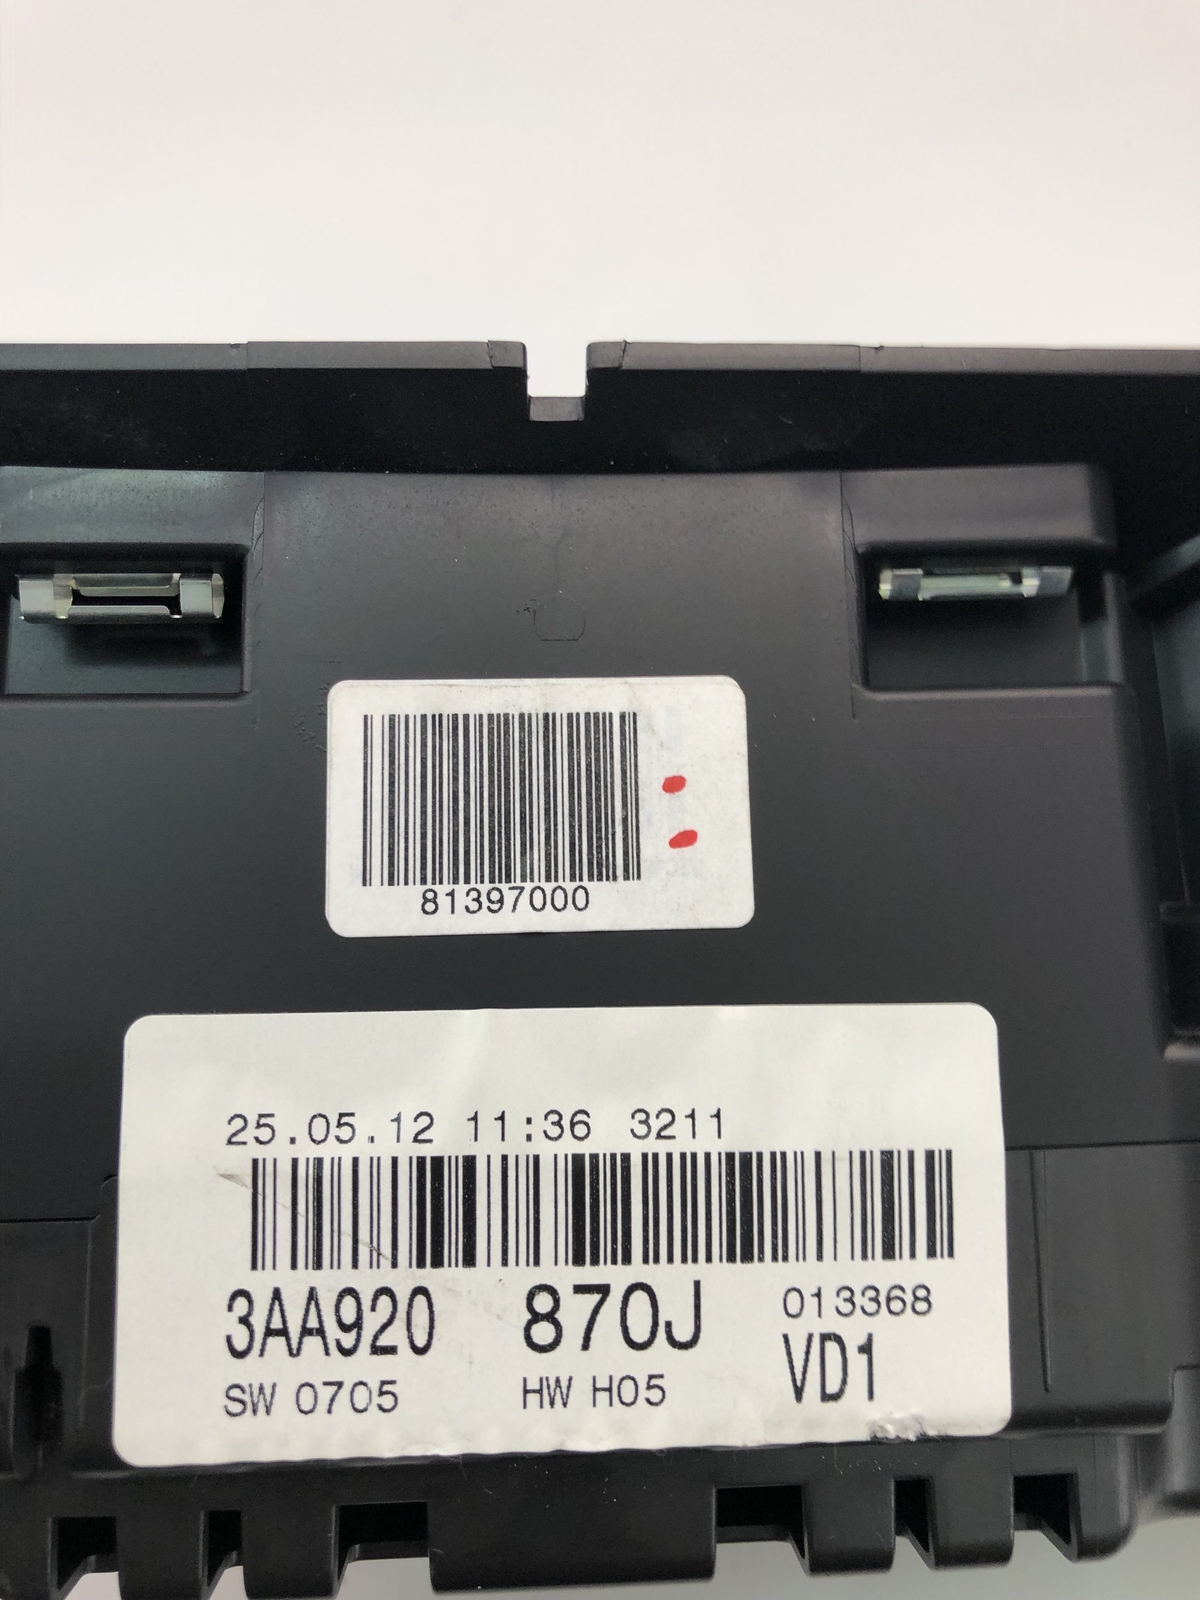 81397000
25.05.12 11:36 3211
3AA920 870J 013368
SW 0705 HW H05 VD1